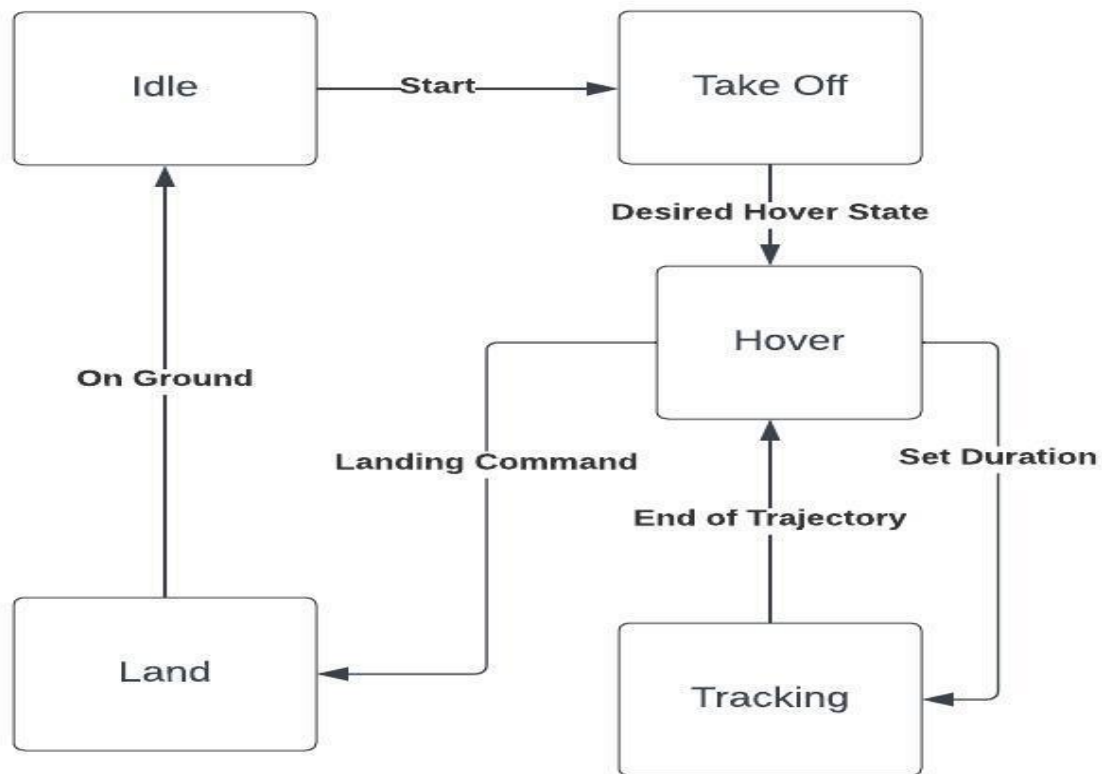 Idle
Start
Take Off
Desired Hover State
Hover
On Ground
Landing Command
Set Duration
End of Trajectory
Land
Tracking